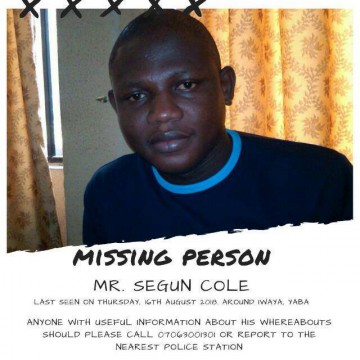 MISSING PERSON
MR. SEGUN COLE
LAST SEEN ON THURSDAY, 16TH AUGUST 2018. AROUND IWAYA, YABA
ANYONE WITH USEFUL INFORMATION ABOUT HIS WHEREABOUTS
SHOULD PLEASE CALL 07063001901 OR REPORT TO THE
NEAREST POLICE STATION